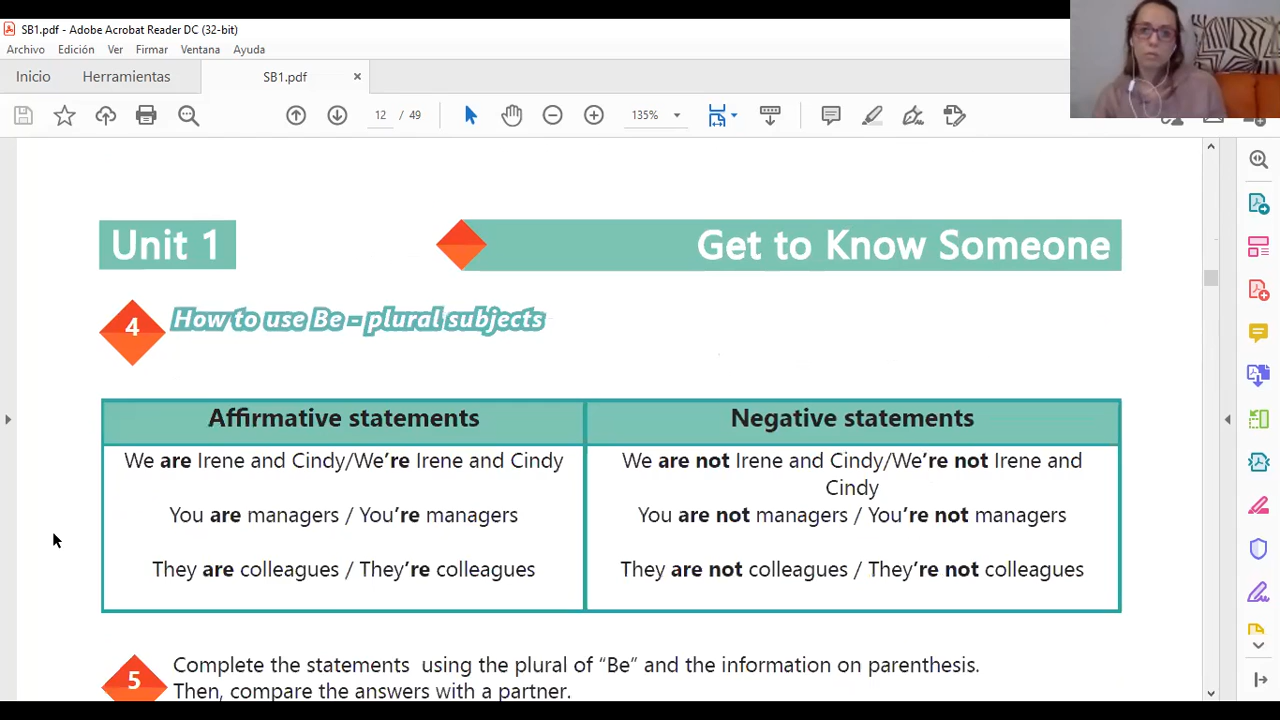 SB1.pdf - Adobe Acrobat Reader DC (32-bit)
Archivo Edición Ver Firmar Ventana Ayuda
Inicio Herramientas SB1.pdf ×
12 / 49 135%
Unit 1 Get to Know Someone
4 How to use Be - plural subjects
Affirmative statements Negative statements
We are Irene and Cindy/We're Irene and Cindy We are not Irene and Cindy/We're not Irene and
Cindy
You are managers / You're managers You are not managers / You're not managers
They are colleagues / They're colleagues They are not colleagues / They're not colleagues
5 Complete the statements using the plural of “Be” and the information on parenthesis.
Then, compare the answers with a partner.